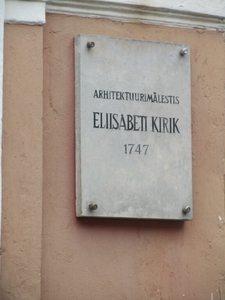 ARHITEKTUURIMÄLESTIS
ELIISABETI KIRIK
1747